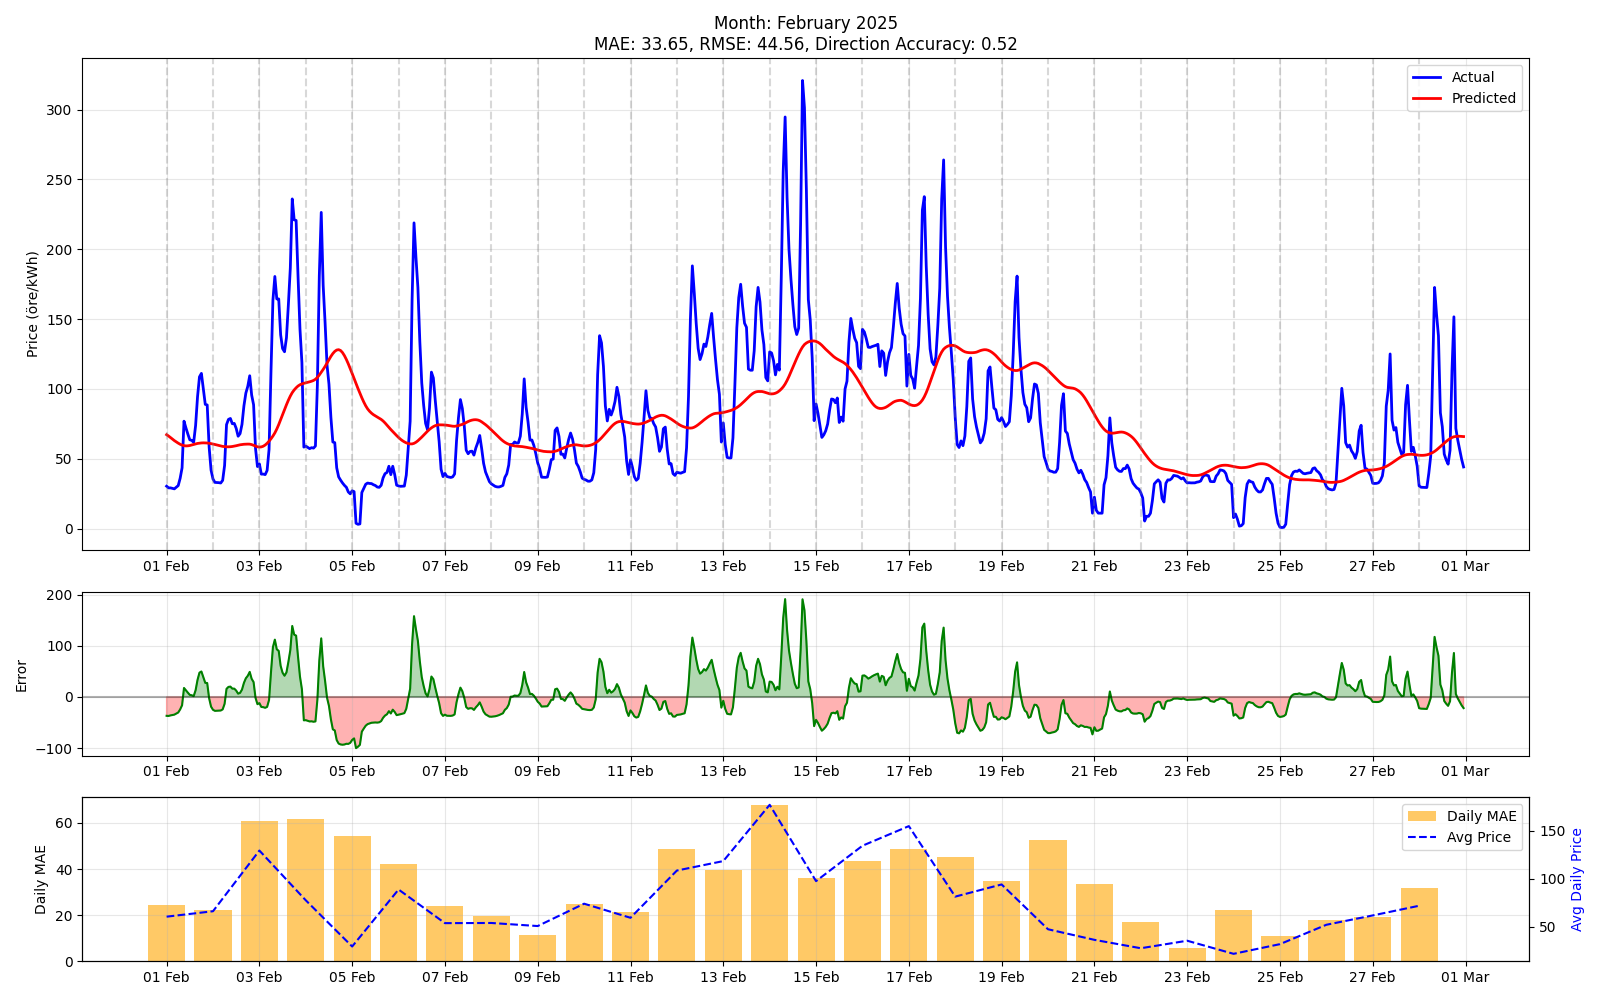 Month: February 2025
MAE: 33.65, RMSE: 44.56, Direction Accuracy: 0.52
Price (öre/kWh)
300
250
200
150
100
50
0
Actual
Predicted
01 Feb 03 Feb 05 Feb 07 Feb 09 Feb 11 Feb 13 Feb 15 Feb 17 Feb 19 Feb 21 Feb 23 Feb 25 Feb 27 Feb 01 Mar
Error
200
100
0
−100
01 Feb 03 Feb 05 Feb 07 Feb 09 Feb 11 Feb 13 Feb 15 Feb 17 Feb 19 Feb 21 Feb 23 Feb 25 Feb 27 Feb 01 Mar
Daily MAE
60
40
20
0
Daily MAE
Avg Price
150
100
50
Avg Daily Price
01 Feb 03 Feb 05 Feb 07 Feb 09 Feb 11 Feb 13 Feb 15 Feb 17 Feb 19 Feb 21 Feb 23 Feb 25 Feb 27 Feb 01 Mar